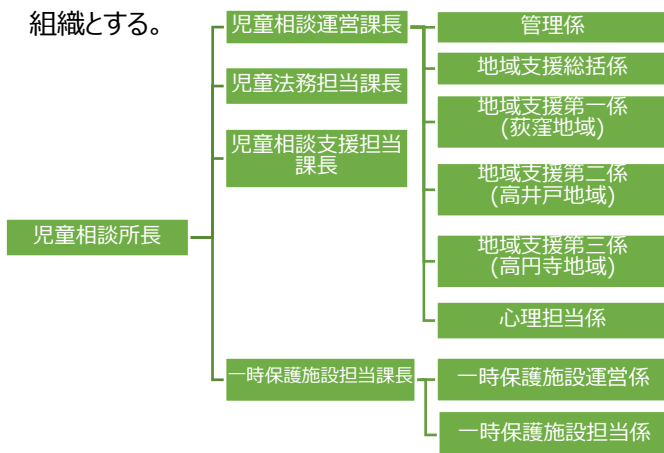 組織とする。
児童相談所長
児童相談運営課長
児童法務担当課長
児童相談支援担当
課長
一時保護施設担当課長
管理係
地域支援総括係
地域支援第一係
(荻窪地域)
地域支援第二係
(高井戸地域)
地域支援第三係
(高円寺地域)
心理担当係
一時保護施設運営係
一時保護施設担当係